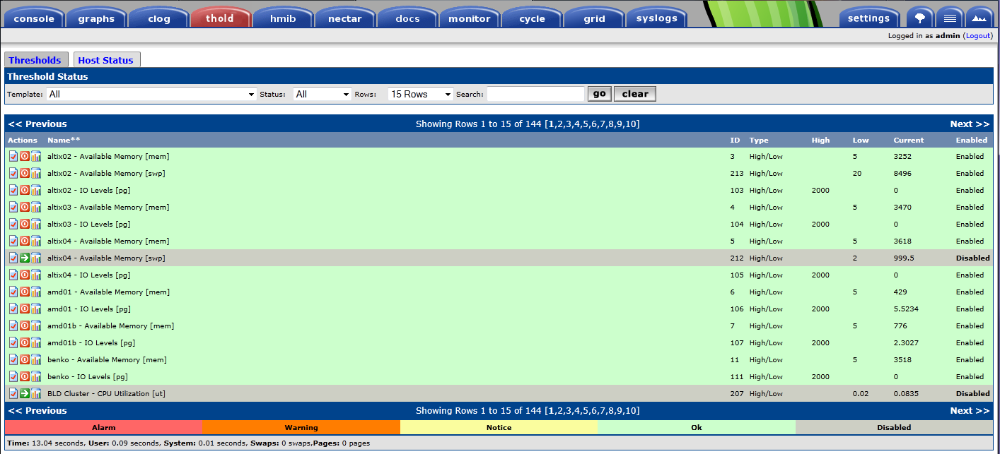 console graphs clog thold hmib nectar docs monitor cycle grid syslogs settings
Logged in as admin (Logout)
Thresholds Host Status
Threshold Status
Template: All Status: All Rows: 15 Rows Search: go clear
<< Previous Showing Rows 1 to 15 of 144 [1,2,3,4,5,6,7,8,9,10] Next >>
Actions Name** ID Type High Low Current Enabled
altix02 - Available Memory [mem] 3 High/Low 5 3252 Enabled
altix02 - Available Memory [swp] 213 High/Low 20 8496 Enabled
altix02 - IO Levels [pg] 103 High/Low 2000 0 Enabled
altix03 - Available Memory [mem] 4 High/Low 5 3470 Enabled
altix03 - IO Levels [pg] 104 High/Low 2000 0 Enabled
altix04 - Available Memory [mem] 5 High/Low 5 3618 Enabled
altix04 - Available Memory [swp] 212 High/Low 2 999.5 Disabled
altix04 - IO Levels [pg] 105 High/Low 2000 0 Enabled
amd01 - Available Memory [mem] 6 High/Low 5 429 Enabled
amd01 - IO Levels [pg] 106 High/Low 2000 5.5234 Enabled
amd01b - Available Memory [mem] 7 High/Low 5 776 Enabled
amd01b - IO Levels [pg] 107 High/Low 2000 2.3027 Enabled
benko - Available Memory [mem] 11 High/Low 5 3518 Enabled
benko - IO Levels [pg] 111 High/Low 2000 0 Enabled
BLD Cluster - CPU Utilization [ut] 207 High/Low 0.02 0.0835 Disabled
<< Previous Showing Rows 1 to 15 of 144 [1,2,3,4,5,6,7,8,9,10] Next >>
Alarm Warning Notice Ok Disabled
Time: 13.04 seconds, User: 0.09 seconds, System: 0.01 seconds, Swaps: 0 swaps,Pages: 0 pages